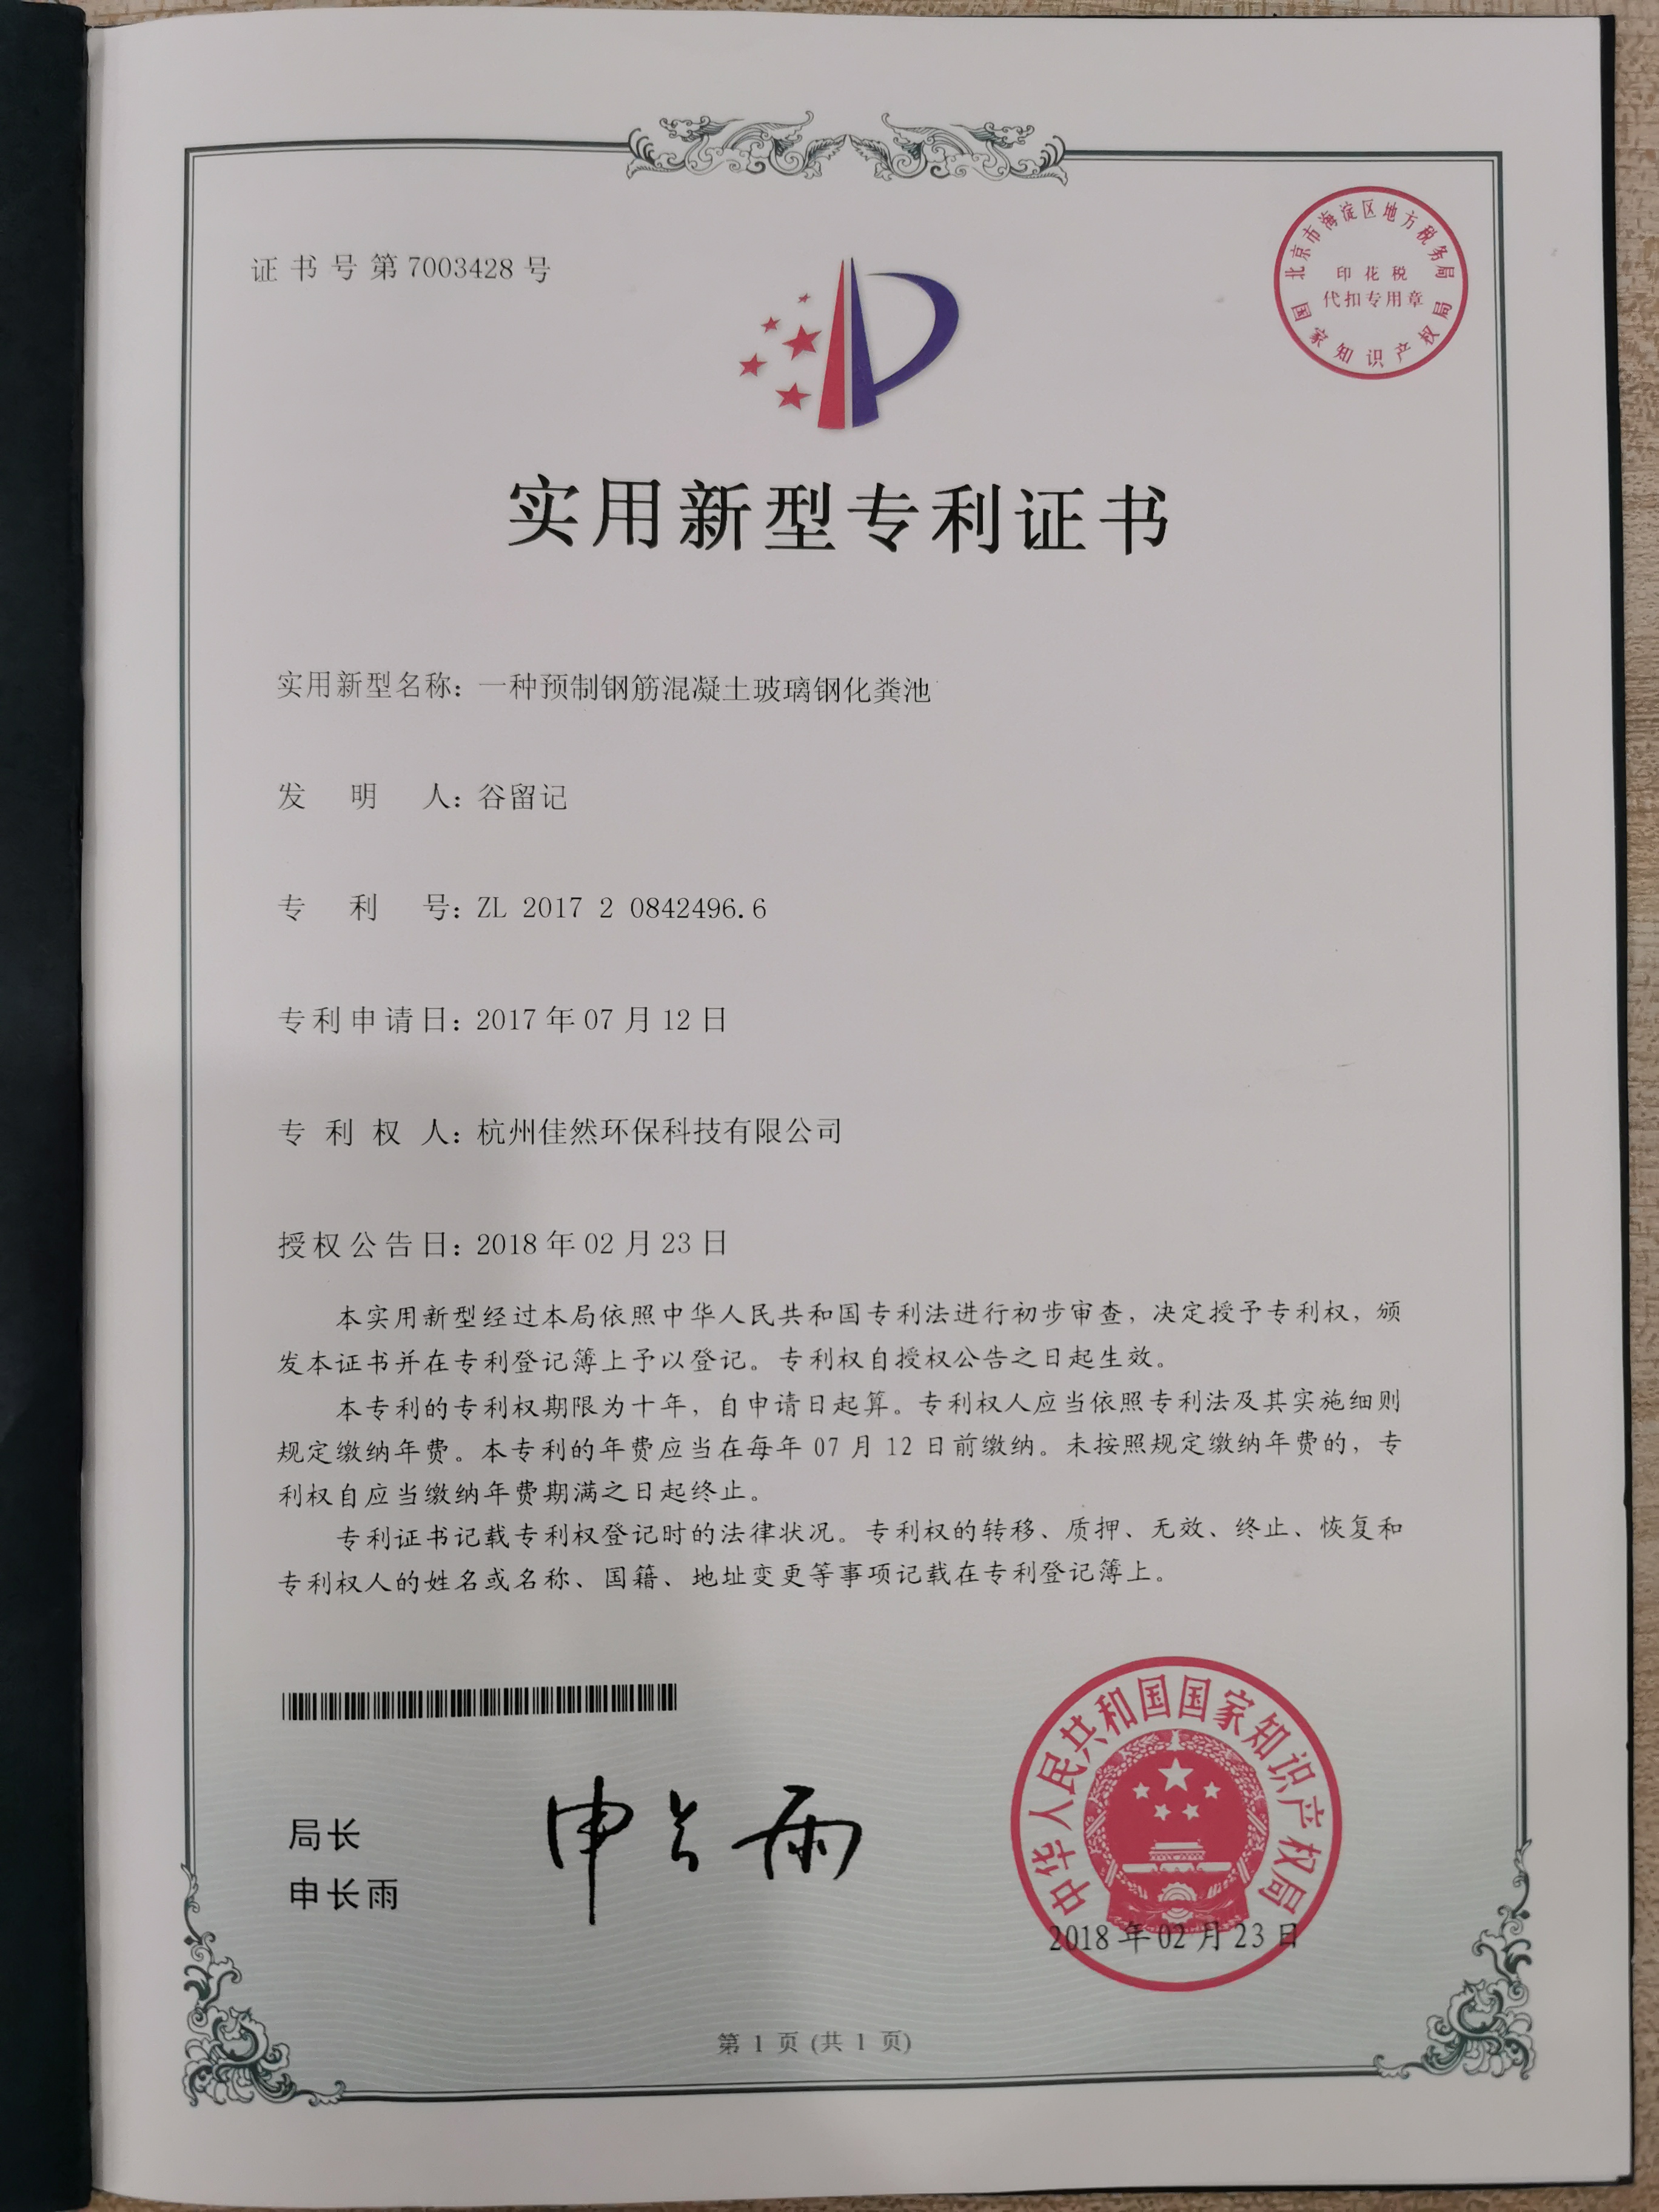 证书号第7003428号
北京市海淀区地方税务局
印花税
代扣专用章
国家知识产权局
实用新型专利证书
实用新型名称：一种预制钢筋混凝土玻璃钢化粪池
发明人：谷留记
专利号：ZL 2017 2 0842496.6
专利申请日：2017年07月12日
专利权人：杭州佳然环保科技有限公司
授权公告日：2018年02月23日
本实用新型经过本局依照中华人民共和国专利法进行初步审查，决定授予专利权，颁
发本证书并在专利登记簿上予以登记。专利权自授权公告之日起生效。
本专利的专利权期限为十年，自申请日起算。专利权人应当依照专利法及其实施细则
规定缴纳年费。本专利的年费应当在每年07月12日前缴纳。未按照规定缴纳年费的，专
利权自应当缴纳年费期满之日起终止。
专利证书记载专利权登记时的法律状况。专利权的转移、质押、无效、终止、恢复和
专利权人的姓名或名称、国籍、地址变更等事项记载在专利登记簿上。
局长
申长雨
申长雨
中华人民共和国国家知识产权局
2018年02月23日
第1页(共1页)